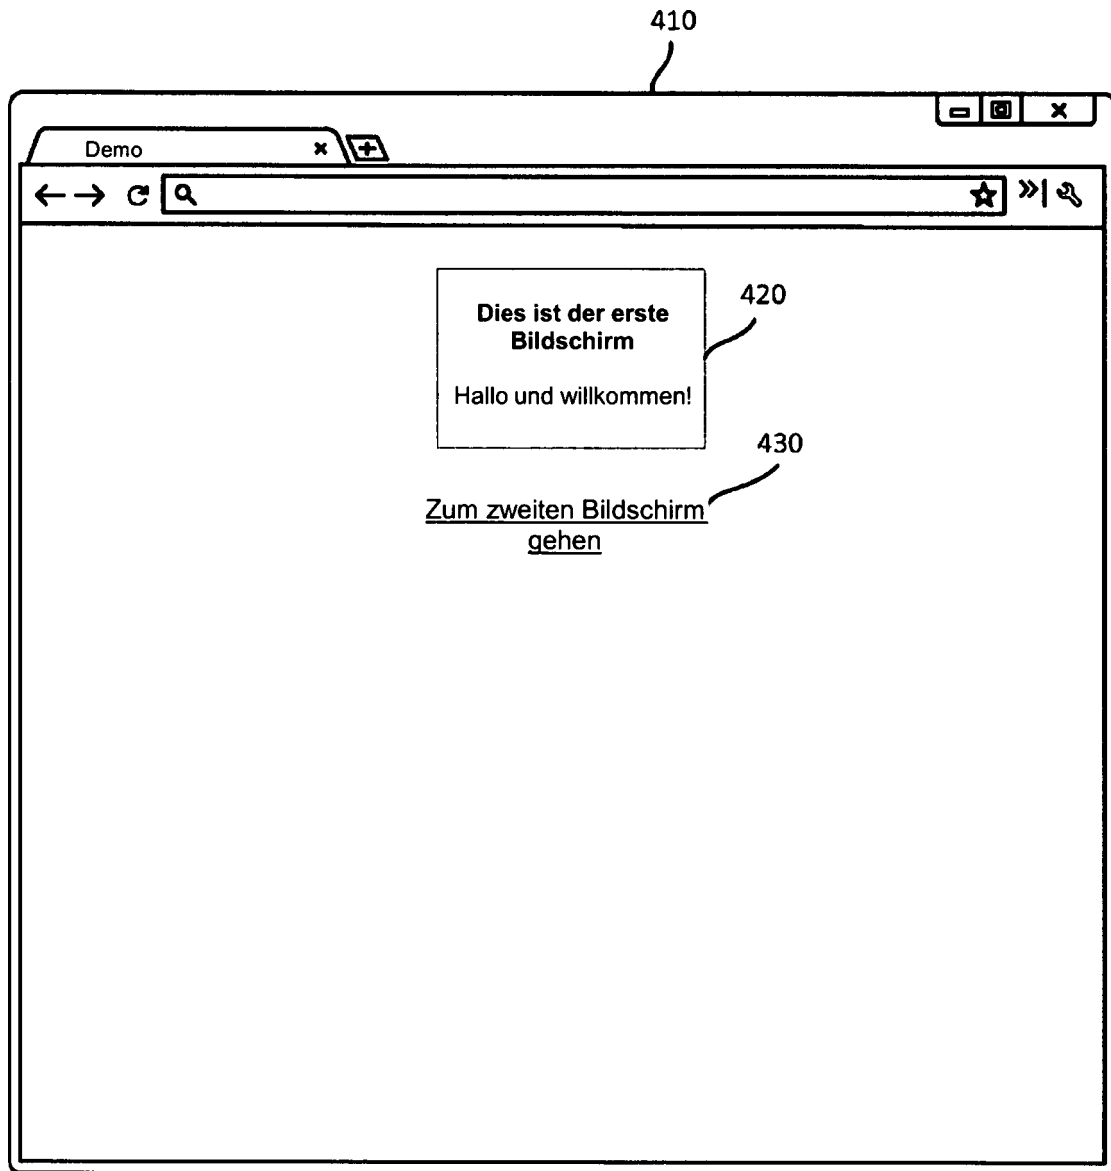 410
Demo
420
Dies ist der erste
Bildschirm
Hallo und willkommen!
430
Zum zweiten Bildschirm
gehen